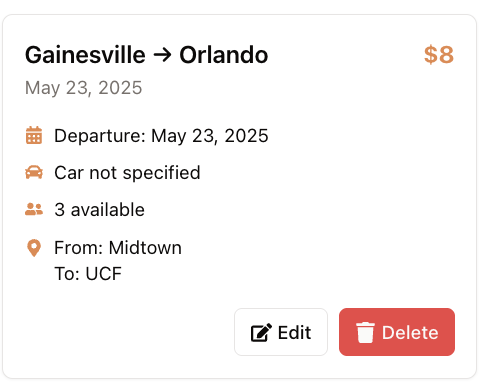 Gainesville → Orlando
$8
May 23, 2025
Departure: May 23, 2025
Car not specified
3 available
From: Midtown
To: UCF
Edit
Delete